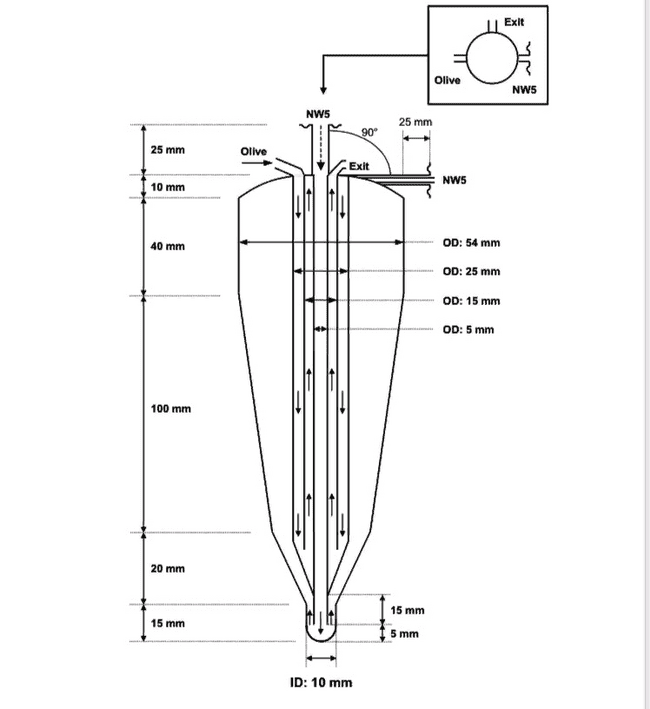 Exit
Olive
NW5
NW5
25 mm
90°
25 mm
Olive
Exit
10 mm
NW5
40 mm
OD: 54 mm
OD: 25 mm
OD: 15 mm
OD: 5 mm
100 mm
20 mm
15 mm
15 mm
5 mm
ID: 10 mm